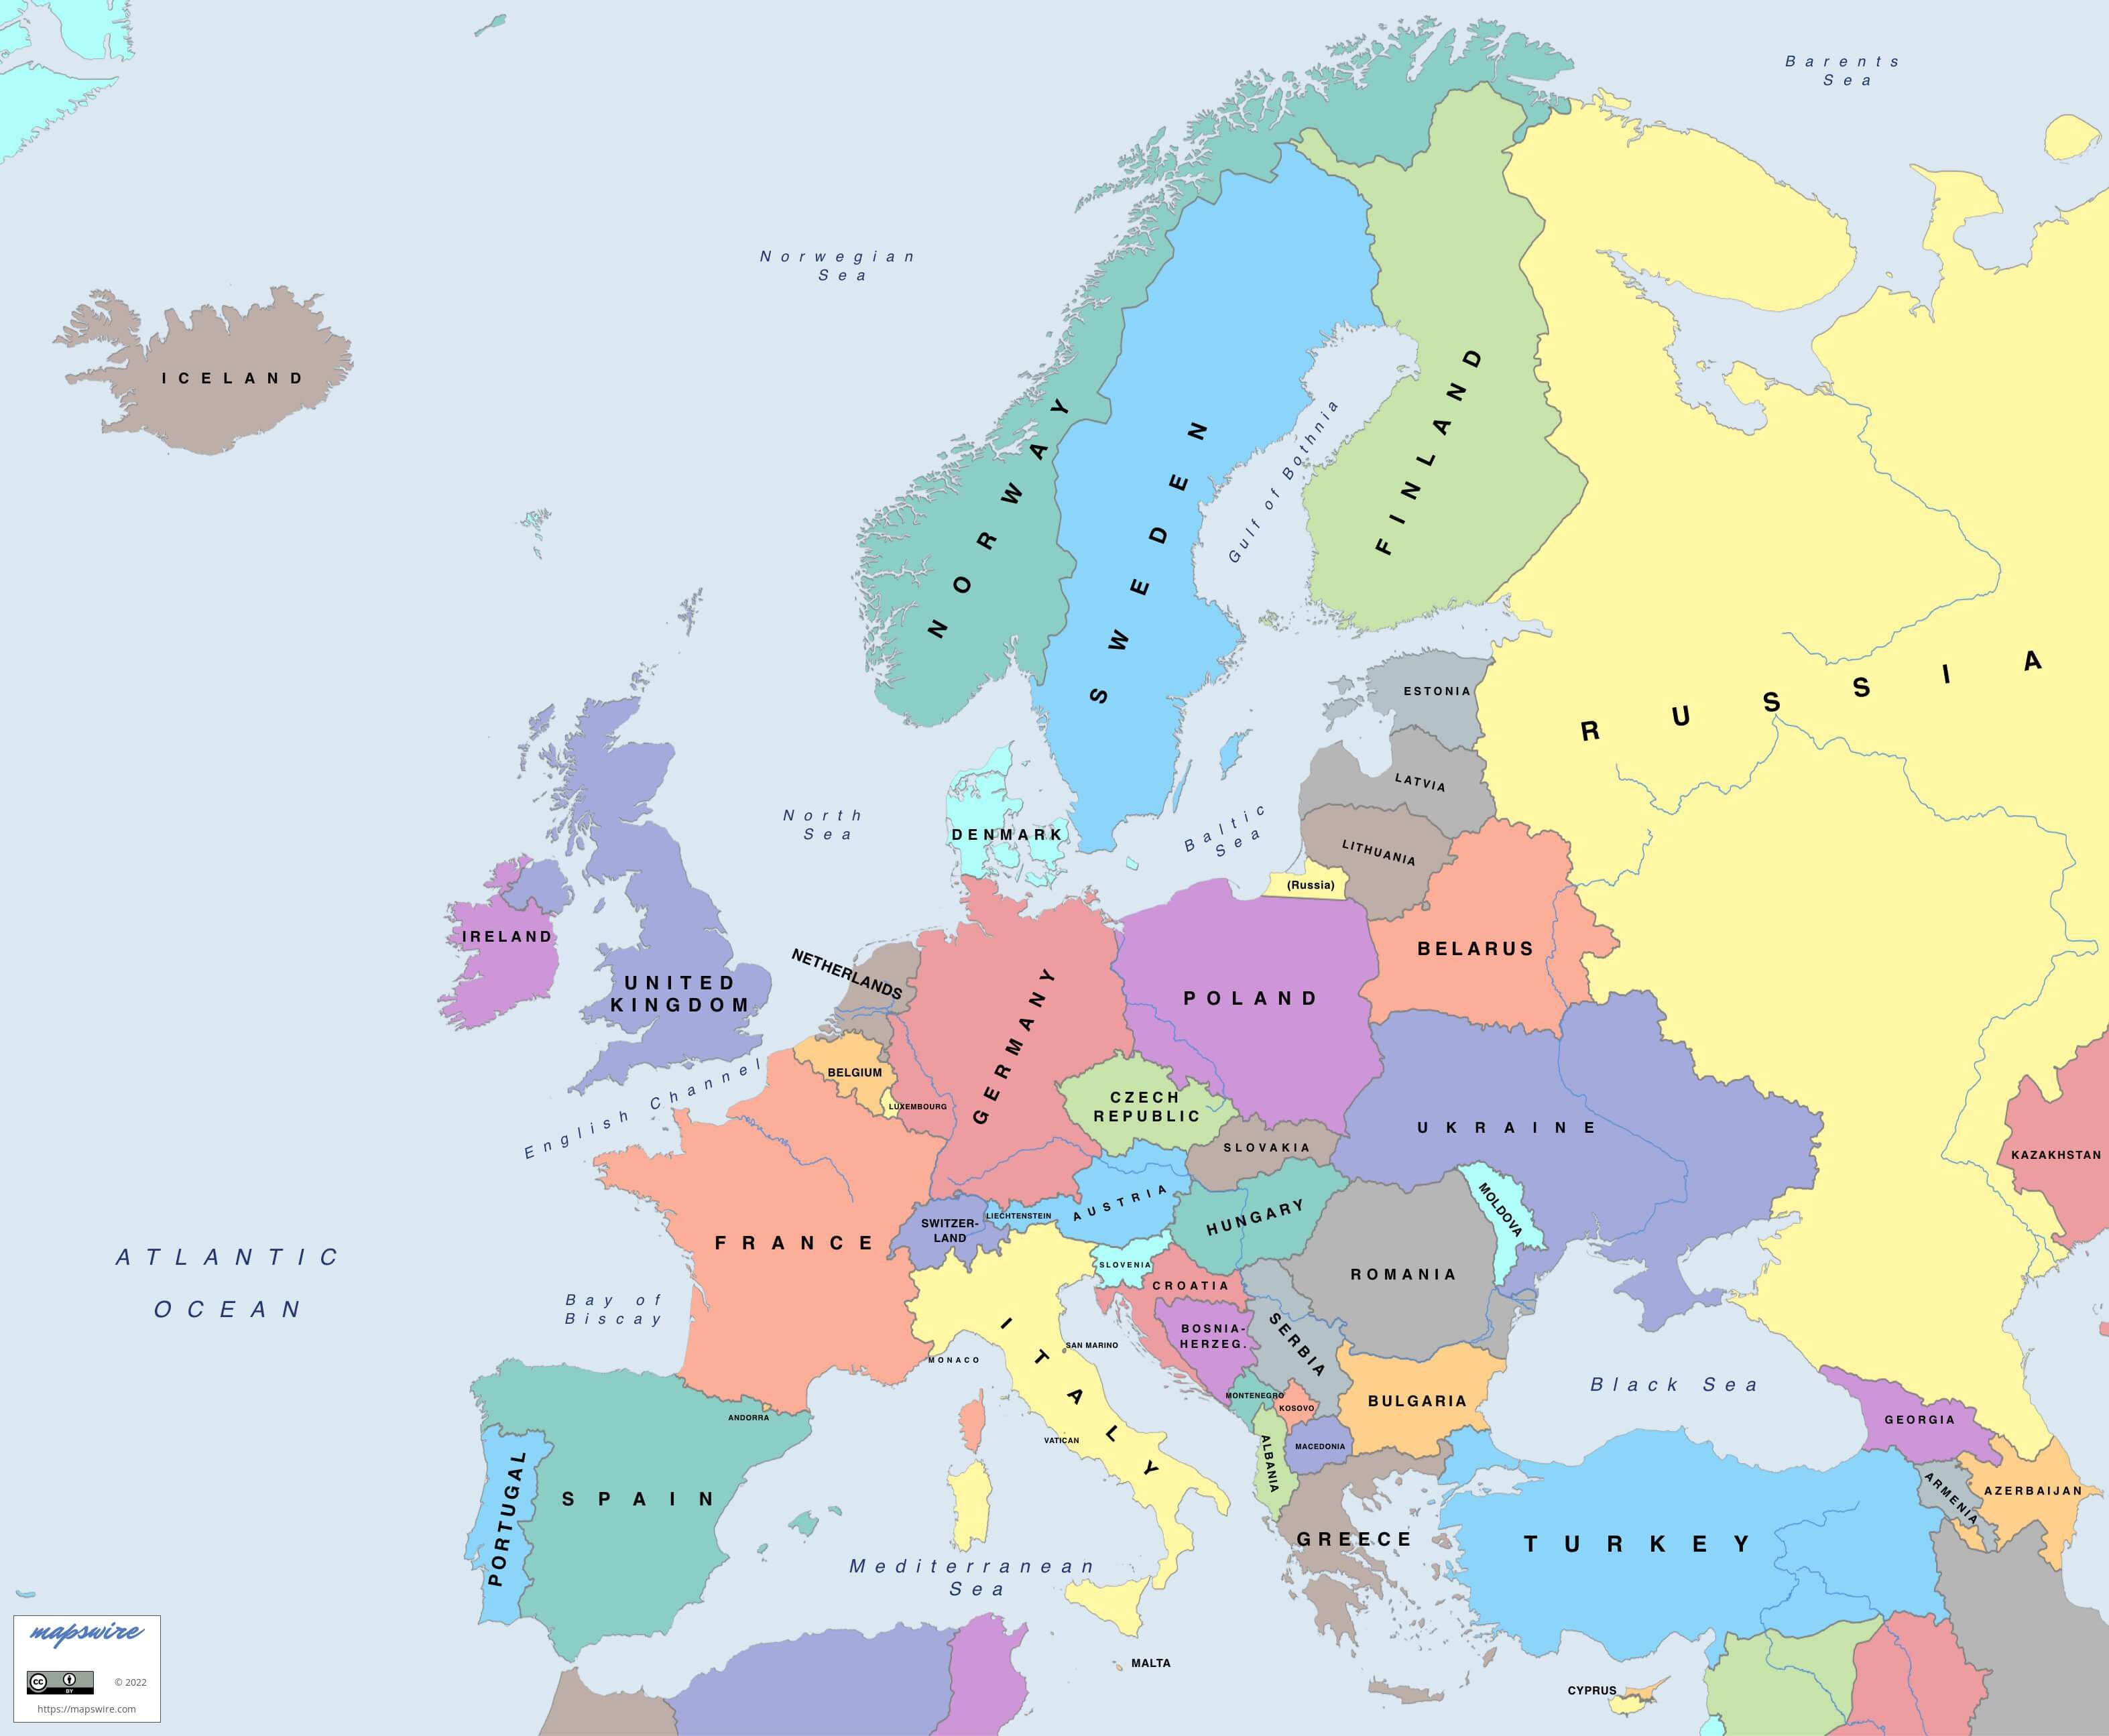 Barents
Sea
Norwegian
Sea
ICELAND
NORWAY
SWEDEN
FINLAND
Gulf of Bothnia
RUSSIA
ESTONIA
LATVIA
LITHUANIA
(Russia)
North
Sea
DENMARK
Baltic
Sea
IRELAND
UNITED
KINGDOM
NETHERLANDS
GERMANY
POLAND
BELARUS
BELGIUM
LUXEMBOURG
English Channel
CZECH
REPUBLIC
SLOVAKIA
UKRAINE
KAZAKHSTAN
MOLDOVA
ATLANTIC
OCEAN
FRANCE
SWITZER-
LAND
LIECHTENSTEIN
AUSTRIA
HUNGARY
SLOVENIA
CROATIA
ROMANIA
Bay of
Biscay
ITALY
BOSNIA-
HERZEG.
SERBIA
SAN MARINO
MONACO
MONTENEGRO
KOSOVO
BULGARIA
Black Sea
GEORGIA
ANDORRA
VATICAN
ALBANIA
MACEDONIA
ARMENIA
AZERBAIJAN
PORTUGAL
SPAIN
GREECE
TURKEY
Mediterranean
Sea
MALTA
CYPRUS
mapswire
cc
BY
© 2022
https://mapswire.com